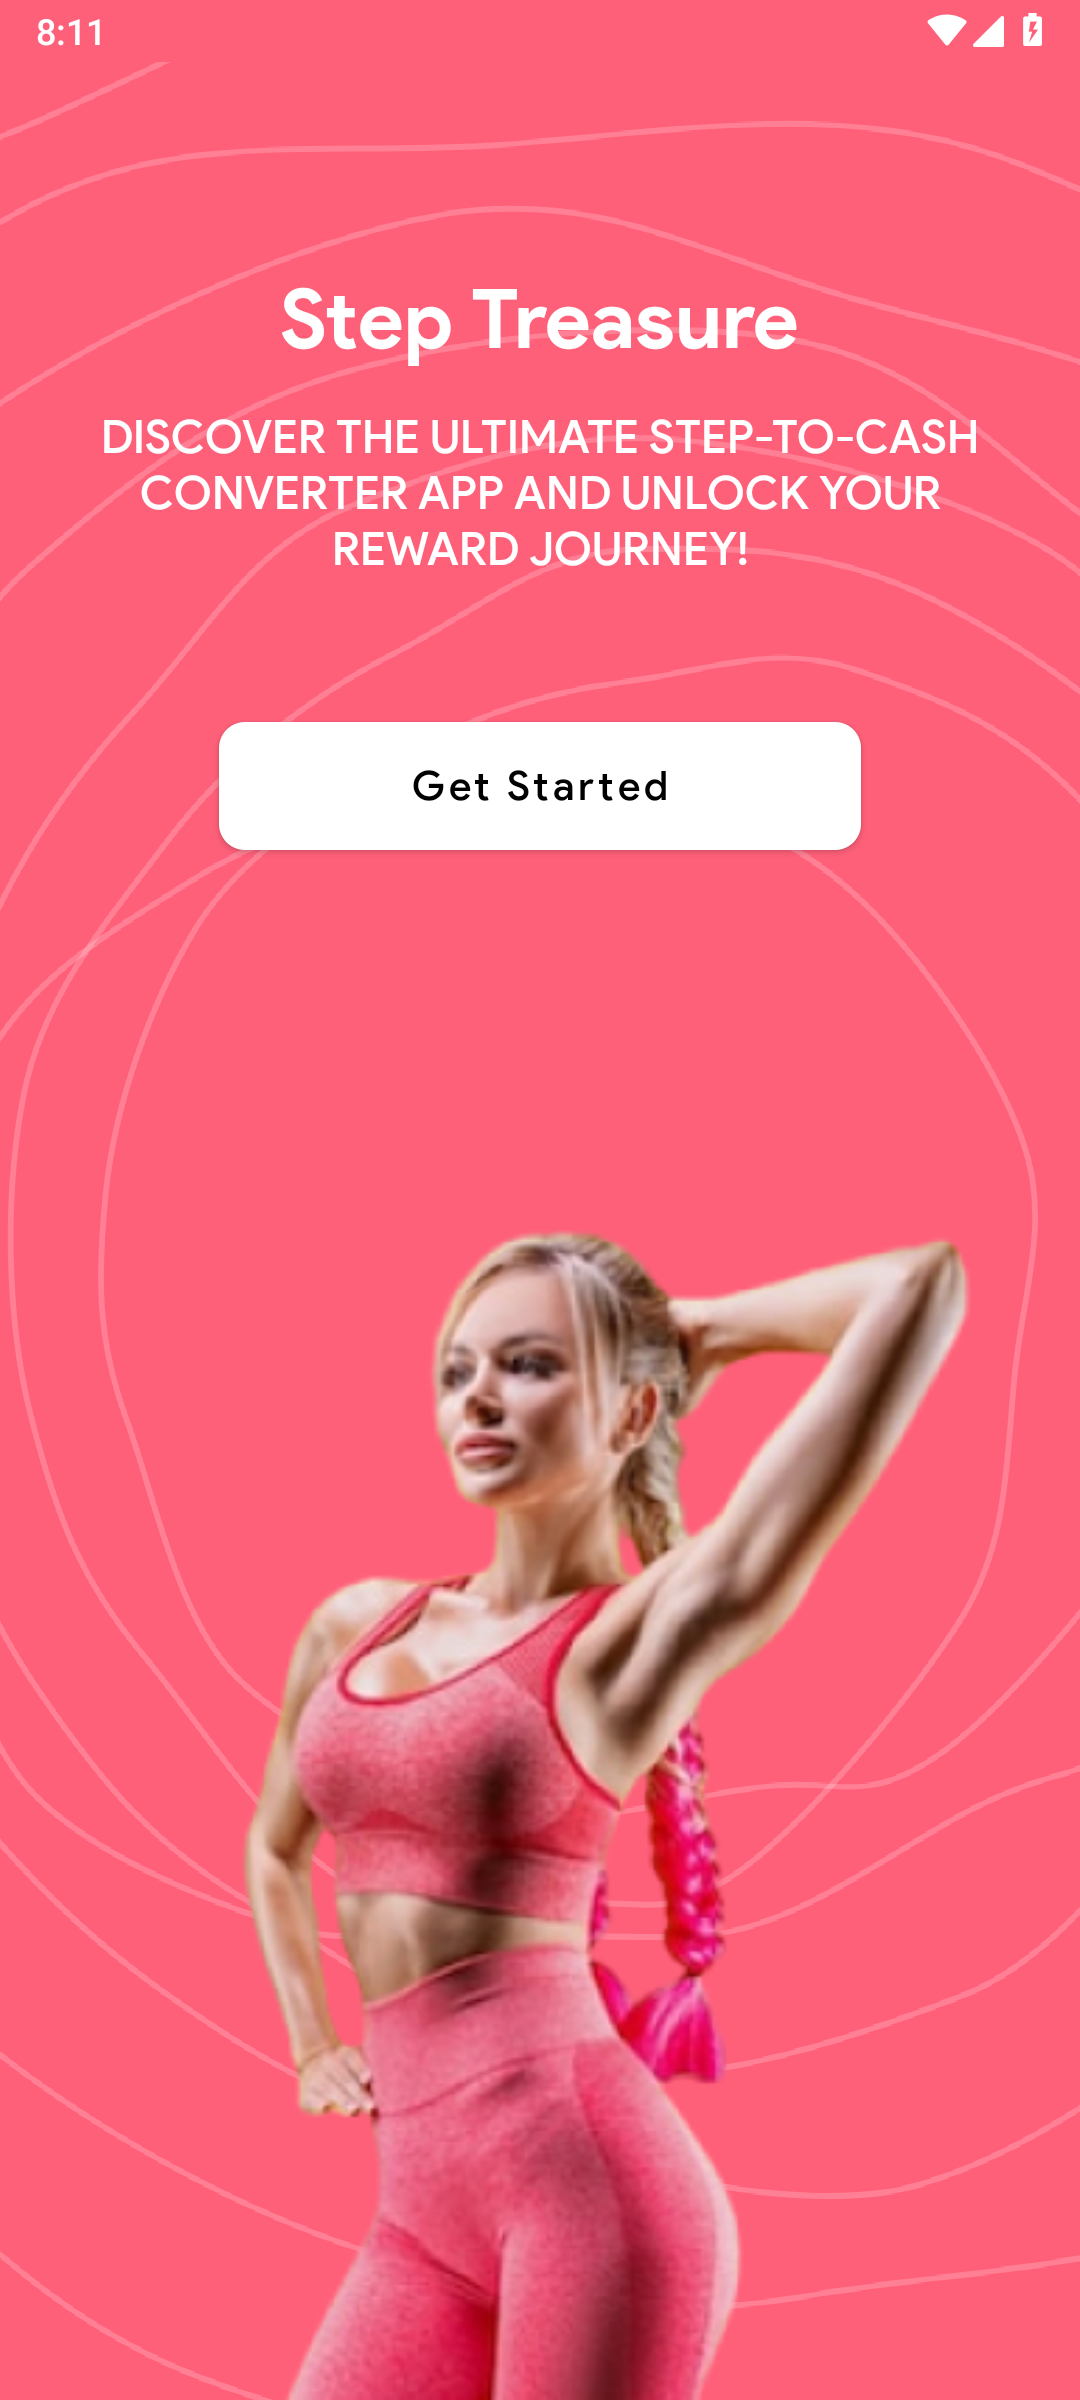 8:11
Step Treasure
DISCOVER THE ULTIMATE STEP-TO-CASH
CONVERTER APP AND UNLOCK YOUR
REWARD JOURNEY!
Get Started